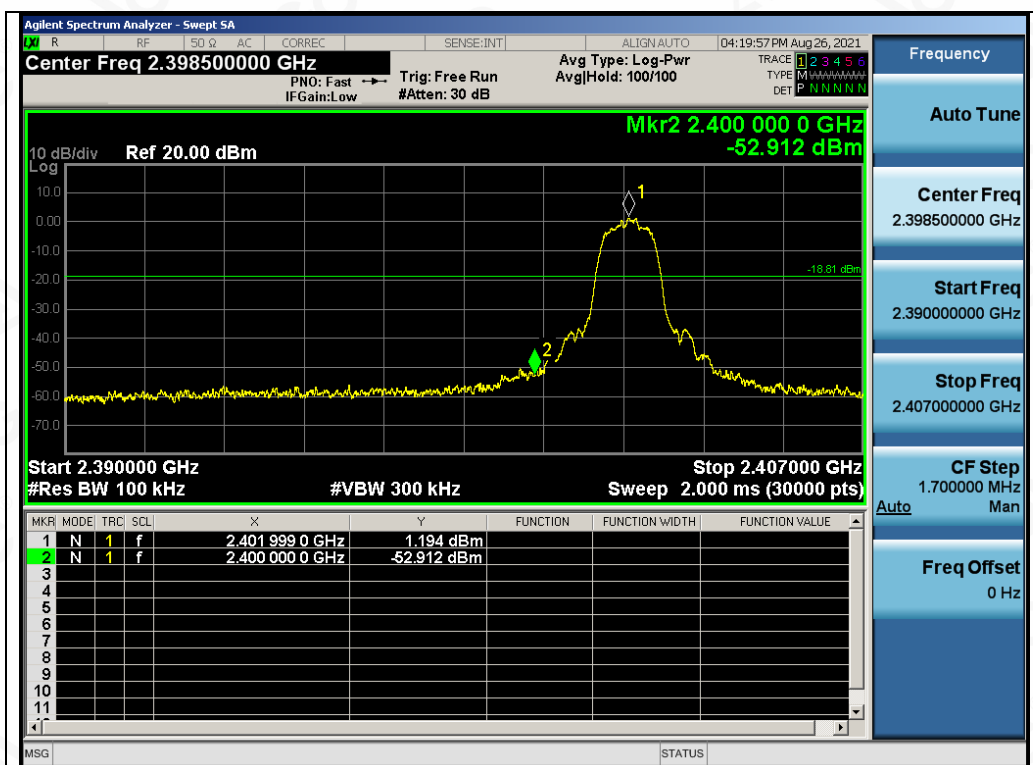 Agilent Spectrum Analyzer - Swept SA
LXI R RF 50 Ω AC CORREC SENSE:INT ALIGNAUTO 04:19:57 PM Aug 26, 2021
Center Freq 2.398500000 GHz
PNO: Fast
IFGain:Low
Trig: Free Run
#Atten: 30 dB
Avg Type: Log-Pwr
Avg|Hold: 100/100
TRACE 1 2 3 4 5 6
TYPE M WWWWW
DET P N N N N N
Mkr2 2.400 000 0 GHz
-52.912 dBm
10 dB/div Ref 20.00 dBm
Log
10.0
0.00
-10.0
-20.0
-30.0
-40.0
-50.0
-60.0
-70.0
1
-18.81 dBm
2
Start 2.390000 GHz Stop 2.407000 GHz
#Res BW 100 kHz #VBW 300 kHz Sweep 2.000 ms (30000 pts)
MKR MODE TRC SCL X Y FUNCTION FUNCTION WIDTH FUNCTION VALUE
1 N 1 f 2.401 999 0 GHz 1.194 dBm
2 N 1 f 2.400 000 0 GHz -52.912 dBm
3
4
5
6
7
8
9
10
11
MSG STATUS
Frequency
Auto Tune
Center Freq
2.398500000 GHz
Start Freq
2.390000000 GHz
Stop Freq
2.407000000 GHz
CF Step
1.700000 MHz
Auto Man
Freq Offset
0 Hz